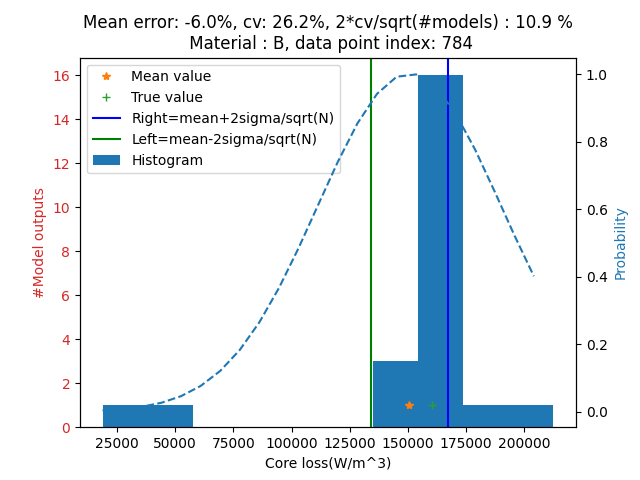 Mean error: -6.0%, cv: 26.2%, 2*cv/sqrt(#models) : 10.9 %
Material : B, data point index: 784
Mean value
True value
Right=mean+2sigma/sqrt(N)
Left=mean-2sigma/sqrt(N)
Histogram
#Model outputs
16
14
12
10
8
6
4
2
0
1.0
0.8
0.6
0.4
0.2
0.0
Probability
25000 50000 75000 100000 125000 150000 175000 200000
Core loss(W/m^3)